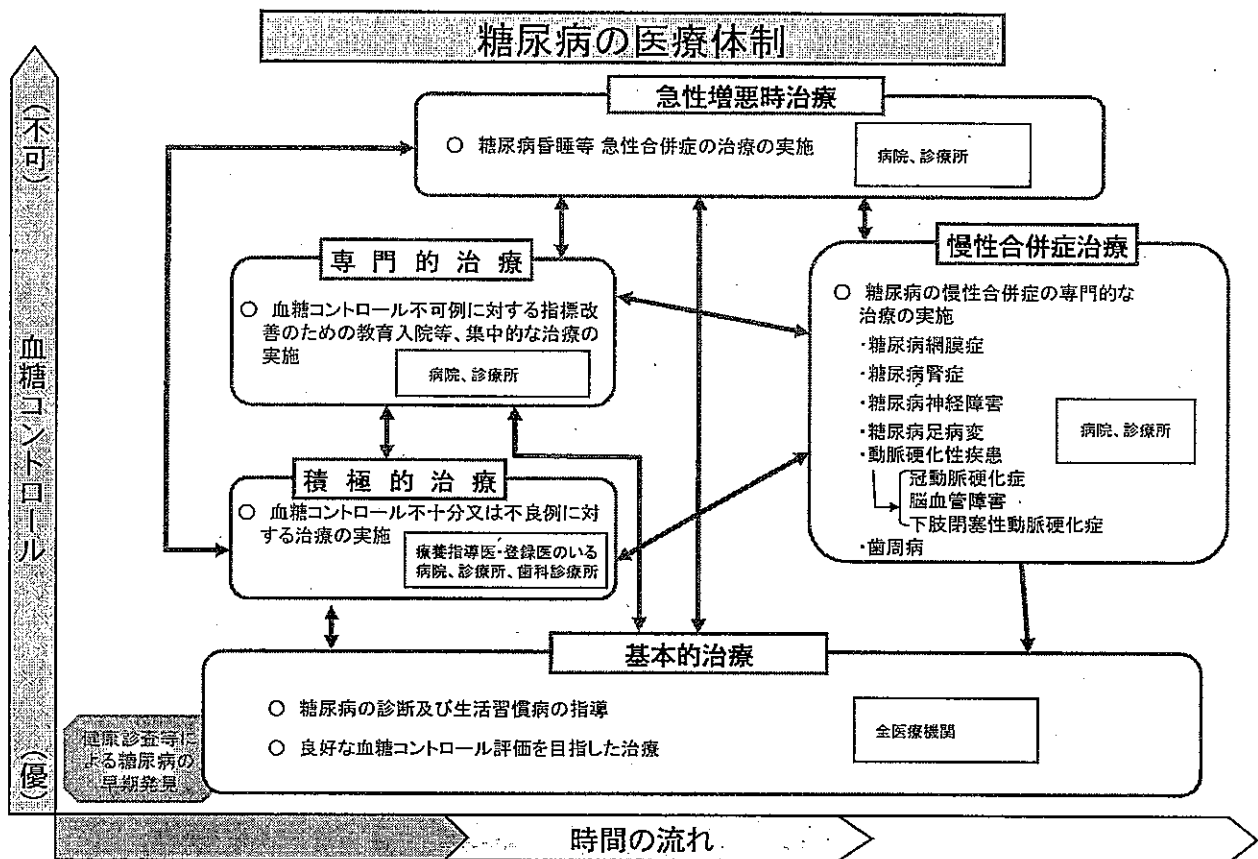 糖尿病の医療体制
(不可)
血糖コントロール
(優)
急性増悪時治療
○ 糖尿病昏睡等 急性合併症の治療の実施
病院、診療所
専門的治療
○ 血糖コントロール不可例に対する指標改
善のための教育入院等、集中的な治療の
実施
病院、診療所
慢性合併症治療
○ 糖尿病の慢性合併症の専門的な
治療の実施
・糖尿病網膜症
・糖尿病腎症
・糖尿病神経障害
・糖尿病足病変
・動脈硬化性疾患
冠動脈硬化症
脳血管障害
下肢閉塞性動脈硬化症
・歯周病
病院、診療所
積極的治療
○ 血糖コントロール不十分又は不良例に対
する治療の実施
療養指導医・登録医のいる
病院、診療所、歯科診療所
基本的治療
○ 糖尿病の診断及び生活習慣病の指導
○ 良好な血糖コントロール評価を目指した治療
全医療機関
健康診査等に
よる糖尿病の
早期発見
時間の流れ